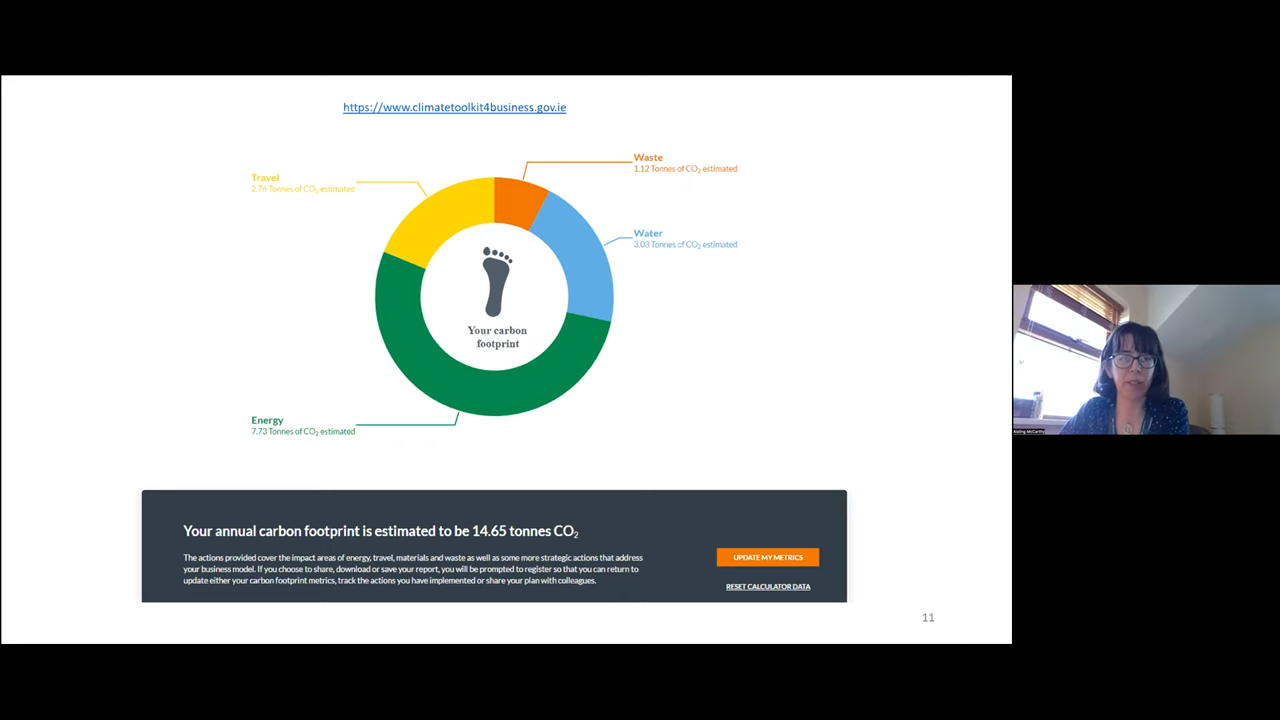 https://www.climatetoolkit4business.gov.ie
Waste
1.12 Tonnes of CO₂ estimated
Travel
2.76 Tonnes of CO₂ estimated
Water
3.03 Tonnes of CO₂ estimated
Your carbon
footprint
Energy
7.73 Tonnes of CO₂ estimated
Your annual carbon footprint is estimated to be 14.65 tonnes CO₂
The actions provided cover the impact areas of energy, travel, materials and waste as well as some more strategic actions that address
your business model. If you choose to share, download or save your report, you will be prompted to register so that you can return to
update either your carbon footprint metrics, track the actions you have implemented or share your plan with colleagues.
UPDATE MY METRICS
RESET CALCULATOR DATA
11
Aisling McCarthy